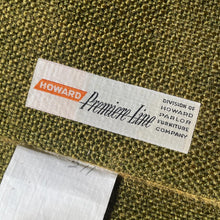 HOWARD
Premiere Line
DIVISION OF
HOWARD
PARLOR
FURNITURE
COMPANY